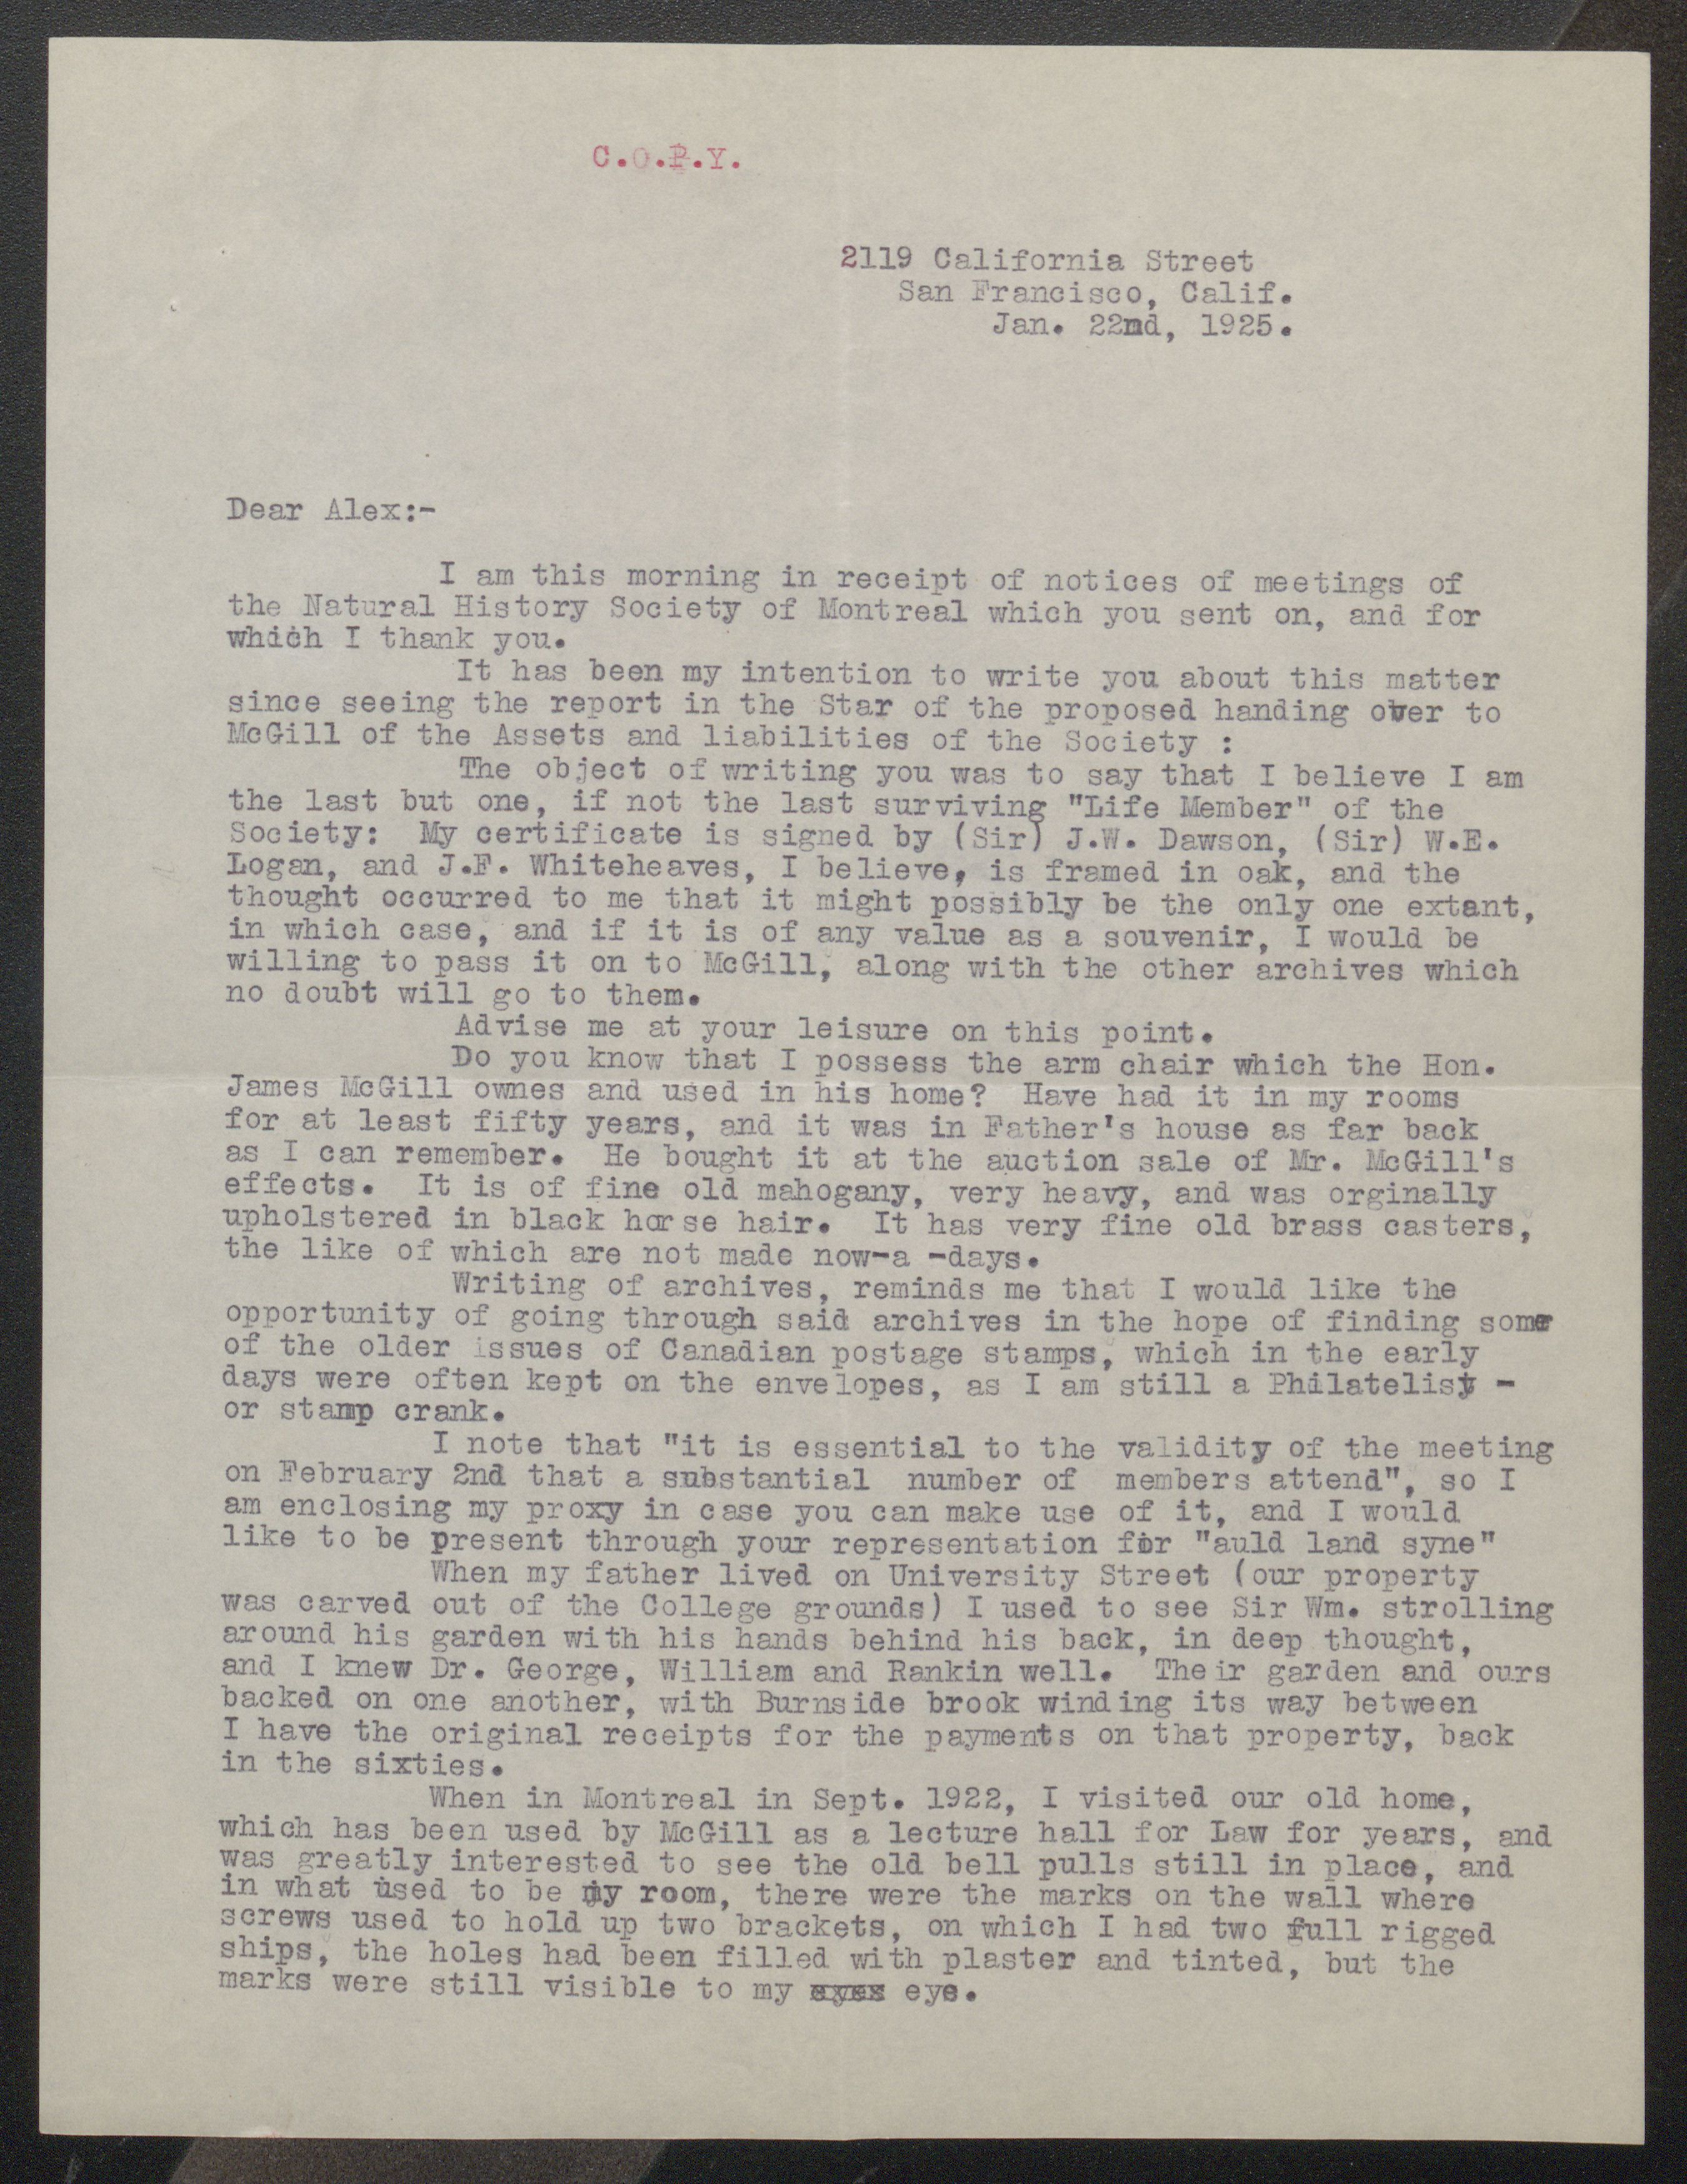 C.O.P.Y.
2119 California Street
San Francisco, Calif.
Jan. 22nd, 1925.
Dear Alex:-
I am this morning in receipt of notices of meetings of
the Natural History Society of Montreal which you sent on, and for
which I thank you.
It has been my intention to write you about this matter
since seeing the report in the Star of the proposed handing over to
McGill of the Assets and liabilities of the Society :
The object of writing you was to say that I believe I am
the last but one, if not the last surviving "Life Member" of the
Society: My certificate is signed by (Sir) J.W. Dawson, (Sir) W.E.
Logan, and J.F. Whiteheaves, I believe, is framed in oak, and the
thought occurred to me that it might possibly be the only one extant,
in which case, and if it is of any value as a souvenir, I would be
willing to pass it on to McGill, along with the other archives which
no doubt will go to them.
Advise me at your leisure on this point.
Do you know that I possess the arm chair which the Hon.
James McGill ownes and used in his home? Have had it in my rooms
for at least fifty years, and it was in Father's house as far back
as I can remember. He bought it at the auction sale of Mr. McGill's
effects. It is of fine old mahogany, very heavy, and was orginally
upholstered in black horse hair. It has very fine old brass casters,
the like of which are not made now-a -days.
Writing of archives, reminds me that I would like the
opportunity of going through said archives in the hope of finding some
of the older issues of Canadian postage stamps, which in the early
days were often kept on the envelopes, as I am still a Philatelist -
or stamp crank.
I note that "it is essential to the validity of the meeting
on February 2nd that a substantial number of members attend", so I
am enclosing my proxy in case you can make use of it, and I would
like to be present through your representation for "auld land syne"
When my father lived on University Street (our property
was carved out of the College grounds) I used to see Sir Wm. strolling
around his garden with his hands behind his back, in deep thought,
and I knew Dr. George, William and Rankin well. Their garden and ours
backed on one another, with Burnside brook winding its way between
I have the original receipts for the payments on that property, back
in the sixties.
When in Montreal in Sept. 1922, I visited our old home,
which has been used by McGill as a lecture hall for Law for years, and
was greatly interested to see the old bell pulls still in place, and
in what used to be my room, there were the marks on the wall where
screws used to hold up two brackets, on which I had two full rigged
ships, the holes had been filled with plaster and tinted, but the
marks were still visible to my eyes eye.